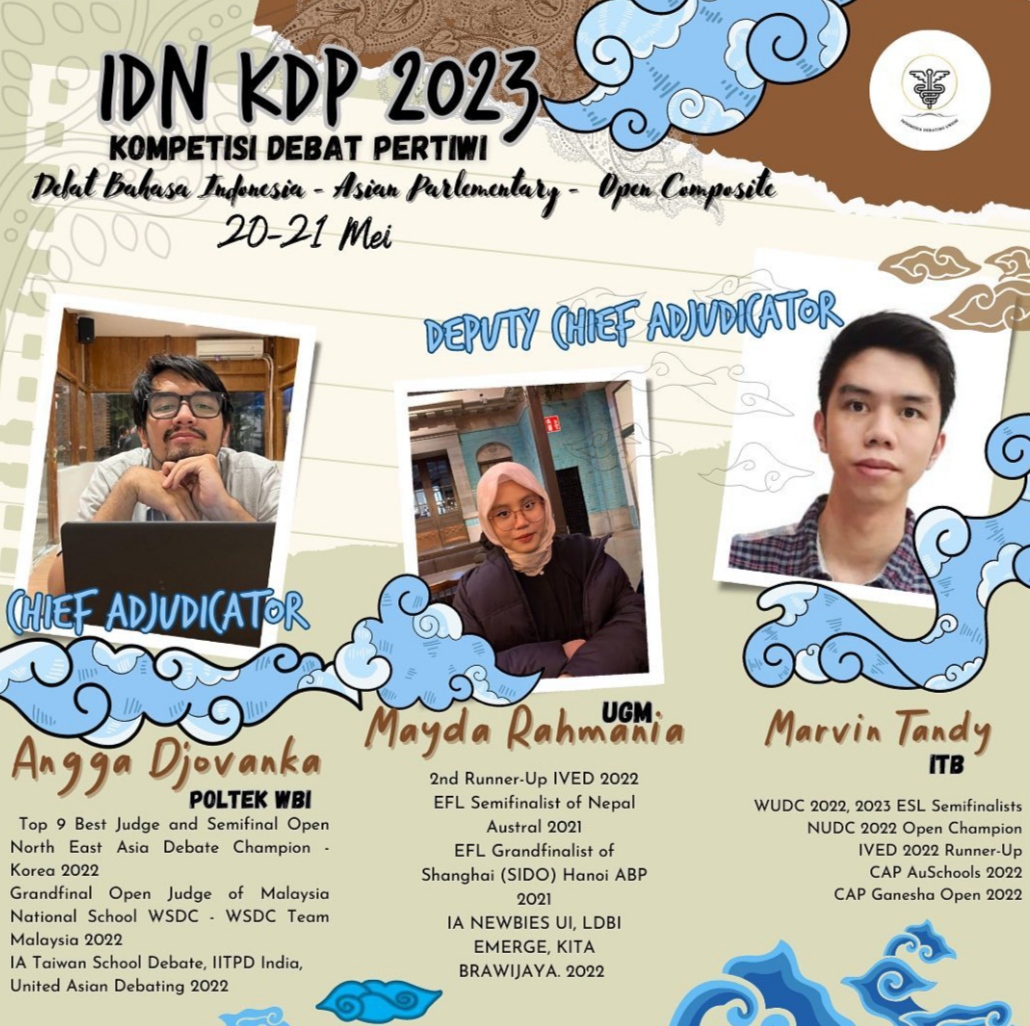 IDN KDP 2023
KOMPETISI DEBAT PERTIWI
Debat Bahasa Indonesia - Asian Parlementary - Open Composite
20-21 Mei
DEPUTY CHIEF ADJUDICATOR
CHIEF ADJUDICATOR
Angga Djovanka
POLTEK WBI
Top 9 Best Judge and Semifinal Open
North East Asia Debate Champion -
Korea 2022
Grandfinal Open Judge of Malaysia
National School WSDC - WSDC Team
Malaysia 2022
IA Taiwan School Debate, IITPD India,
United Asian Debating 2022
Mayda Rahmania
UGM
2nd Runner-Up IVED 2022
EFL Semifinalist of Nepal
Austral 2021
EFL Grandfinalist of
Shanghai (SIDO) Hanoi ABP
2021
IA NEWBIES UI, LDBI
EMERGE, KITA
BRAWIJAYA. 2022
Marvin Tandy
ITB
WUDC 2022, 2023 ESL Semifinalists
NUDC 2022 Open Champion
IVED 2022 Runner-Up
CAP AuSchools 2022
CAP Ganesha Open 2022